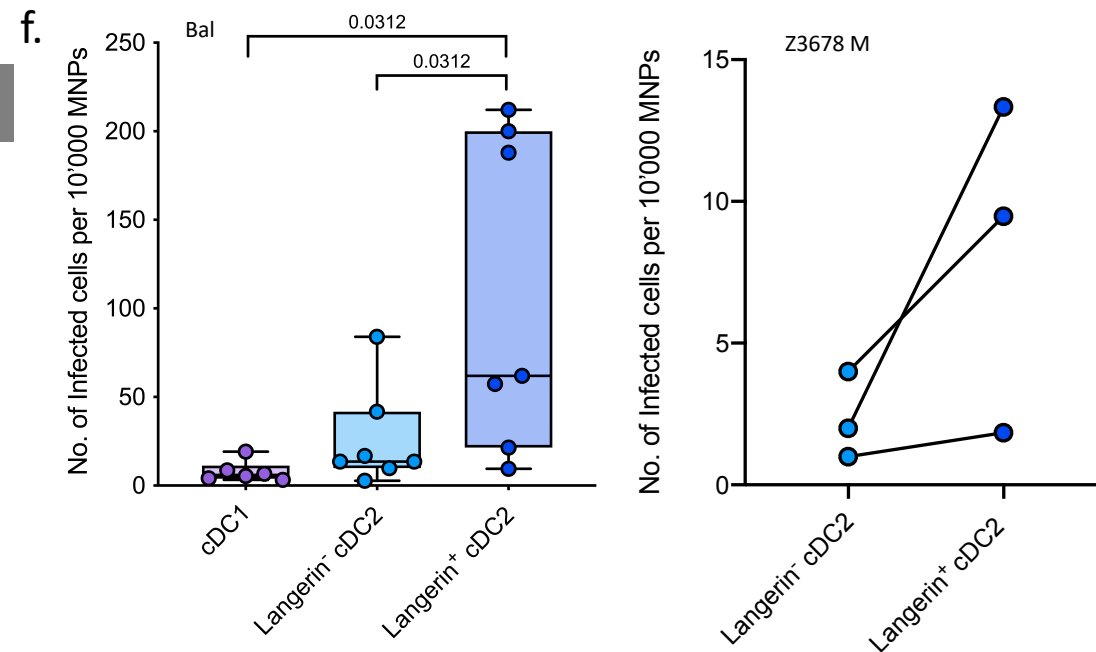 f.
Bal
0.0312
0.0312
No. of Infected cells per 10'000 MNPs
250
200
150
100
50
0
cDC1
Langerin⁻ cDC2
Langerin⁺ cDC2
Z3678 M
No. of Infected cells per 10'000 MNPs
15
10
5
0
Langerin⁻ cDC2
Langerin⁺ cDC2